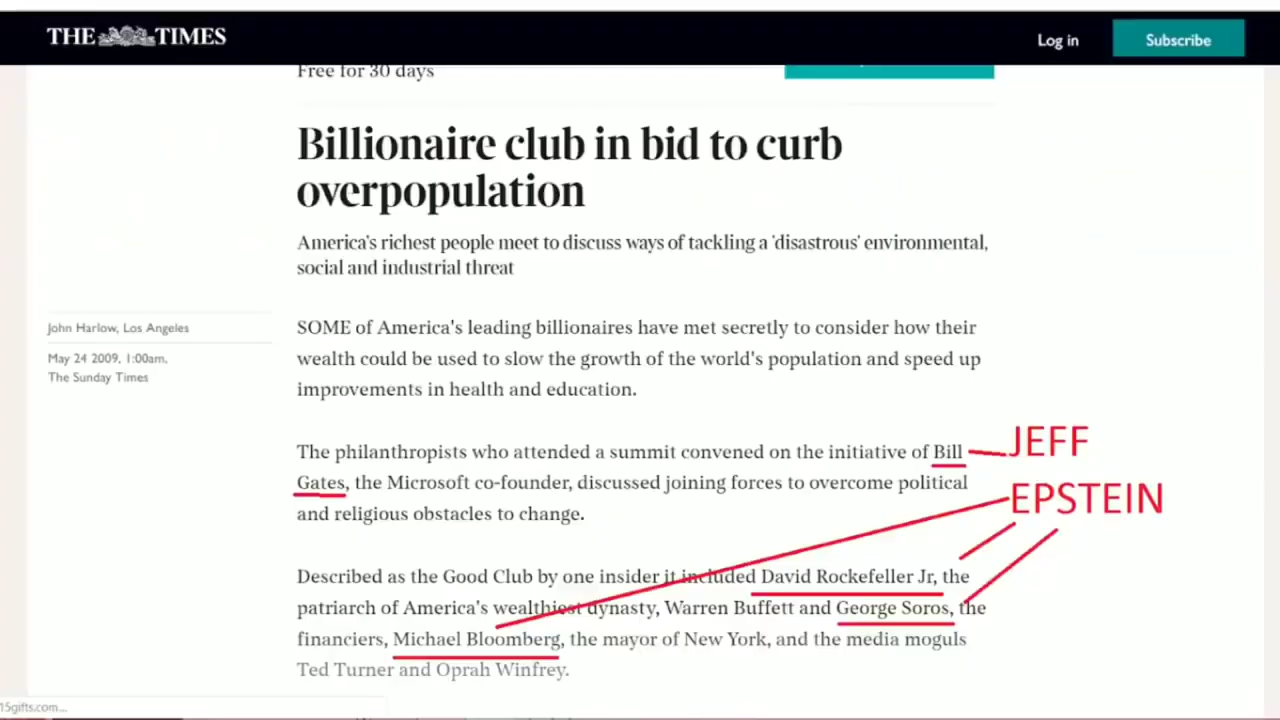 THE TIMES
Log in
Subscribe
Free for 30 days
Billionaire club in bid to curb
overpopulation
America's richest people meet to discuss ways of tackling a 'disastrous' environmental,
social and industrial threat
John Harlow, Los Angeles
May 24 2009, 1:00am,
The Sunday Times
SOME of America's leading billionaires have met secretly to consider how their
wealth could be used to slow the growth of the world's population and speed up
improvements in health and education.
The philanthropists who attended a summit convened on the initiative of Bill
Gates, the Microsoft co-founder, discussed joining forces to overcome political
and religious obstacles to change.
JEFF
EPSTEIN
Described as the Good Club by one insider it included David Rockefeller Jr, the
patriarch of America's wealthiest dynasty, Warren Buffett and George Soros, the
financiers, Michael Bloomberg, the mayor of New York, and the media moguls
Ted Turner and Oprah Winfrey.
15gifts.com...